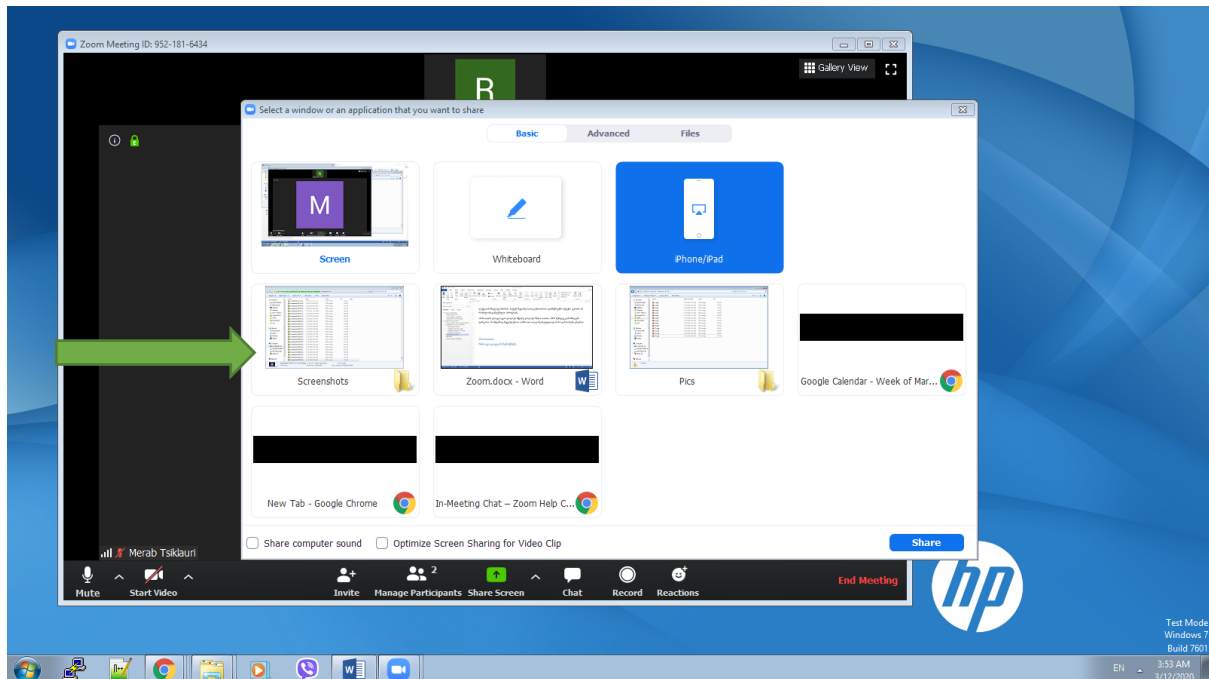 Zoom Meeting ID: 952-181-6434
R
Gallery View
Select a window or an application that you want to share
Basic Advanced Files
M
Screen Whiteboard iPhone/iPad
Screenshots Zoom.docx - Word Pics Google Calendar - Week of Mar...
New Tab - Google Chrome In-Meeting Chat – Zoom Help C...
Share computer sound Optimize Screen Sharing for Video Clip Share
Merab Tsiklauri
Mute Start Video Invite Manage Participants 2 Share Screen Chat Record Reactions End Meeting
hp
Test Mode
Windows 7
Build 7601
EN 3:53 AM
3/12/2020